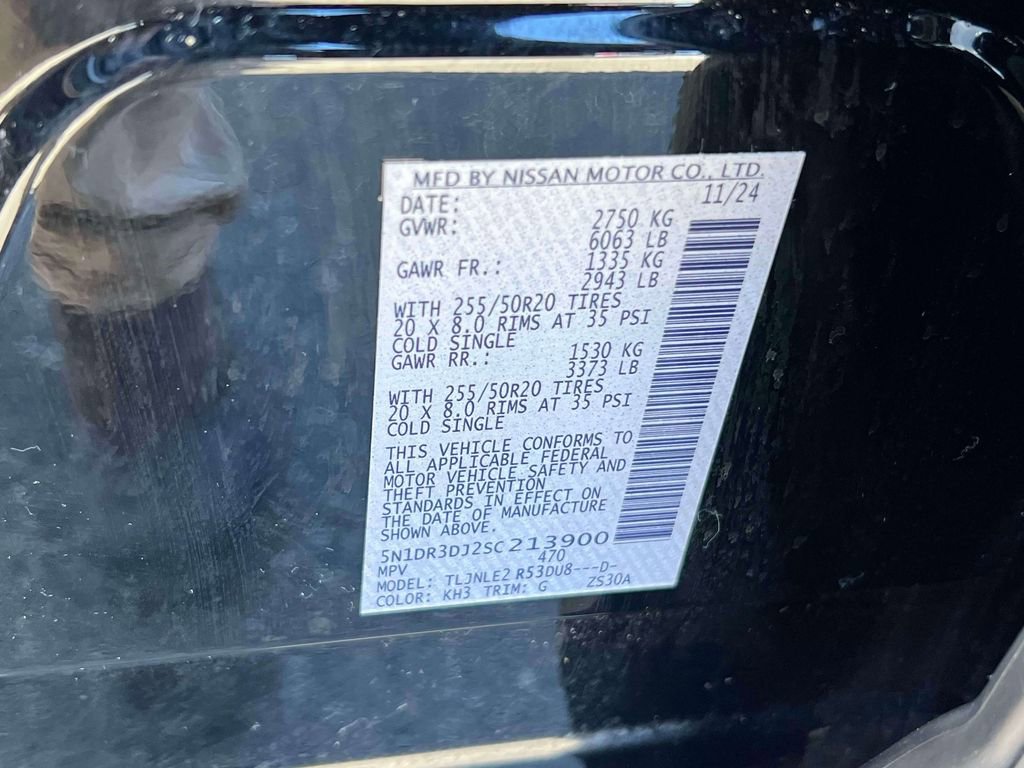 MFD BY NISSAN MOTOR CO., LTD.
DATE: 11/24
GVWR: 2750 KG
6063 LB
GAWR FR.: 1335 KG
2943 LB
WITH 255/50R20 TIRES
20 X 8.0 RIMS AT 35 PSI
COLD SINGLE
GAWR RR.: 1530 KG
3373 LB
WITH 255/50R20 TIRES
20 X 8.0 RIMS AT 35 PSI
COLD SINGLE
THIS VEHICLE CONFORMS TO
ALL APPLICABLE FEDERAL
MOTOR VEHICLE SAFETY AND
THEFT PREVENTION
STANDARDS IN EFFECT ON
THE DATE OF MANUFACTURE
SHOWN ABOVE.
5N1DR3DJ2SC213900
MPV 470
MODEL: TLJNLE2 R53DU8---D-
COLOR: KH3 TRIM: G ZS30A